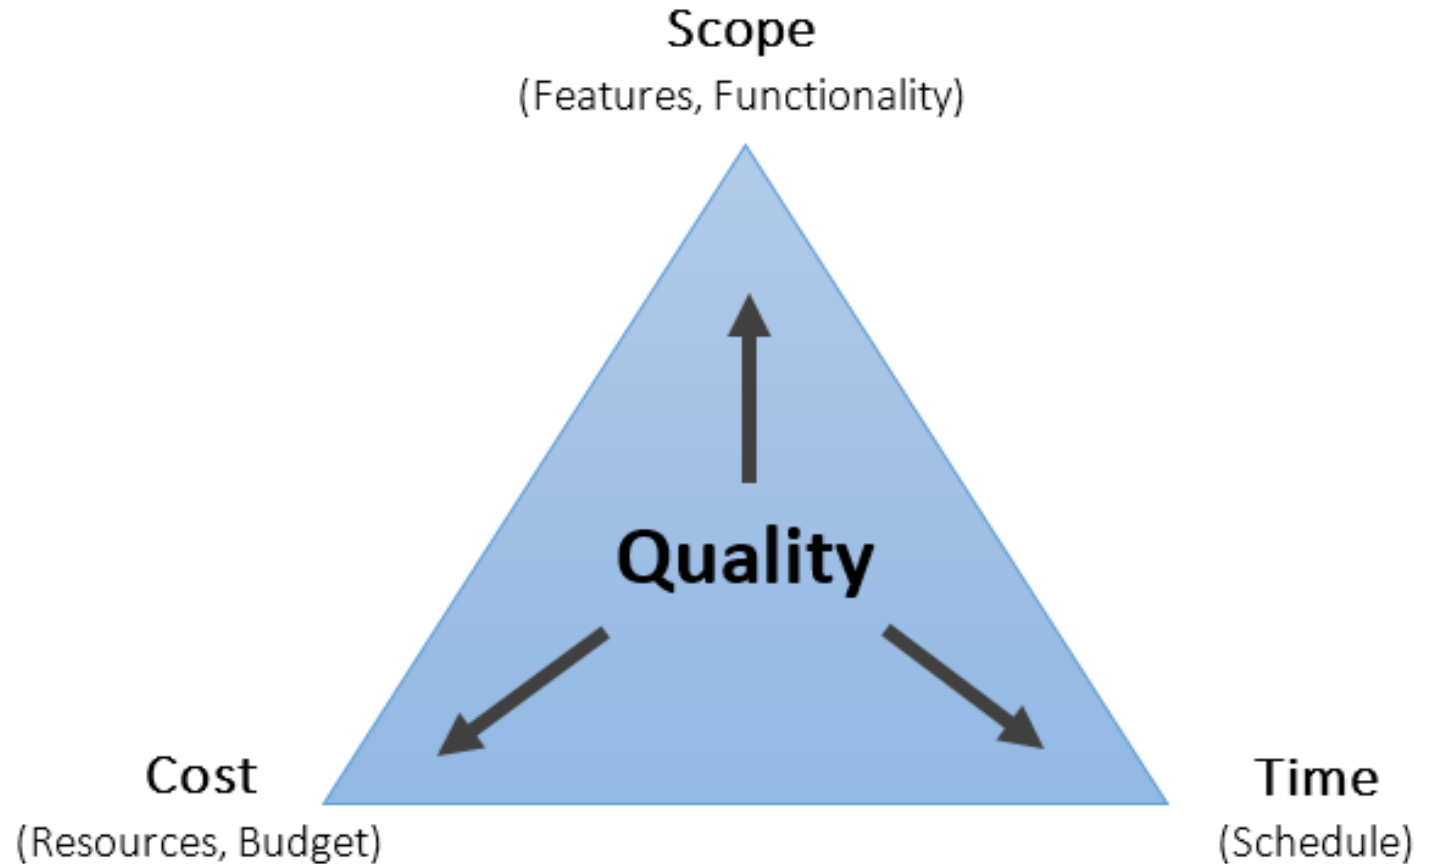 Scope
(Features, Functionality)
Quality
Cost
(Resources, Budget)
Time
(Schedule)